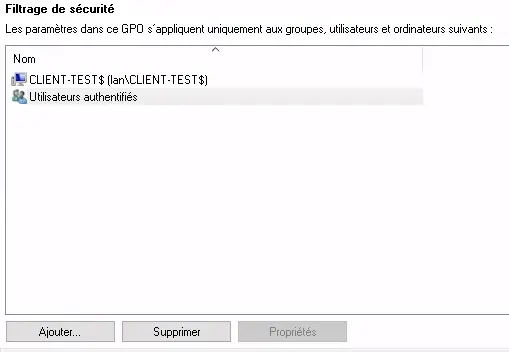 Filtrage de sécurité
Les paramètres dans ce GPO s'appliquent uniquement aux groupes, utilisateurs et ordinateurs suivants :
Nom
CLIENT-TEST$ (lan\CLIENT-TEST$)
Utilisateurs authentifiés
Ajouter... Supprimer Propriétés